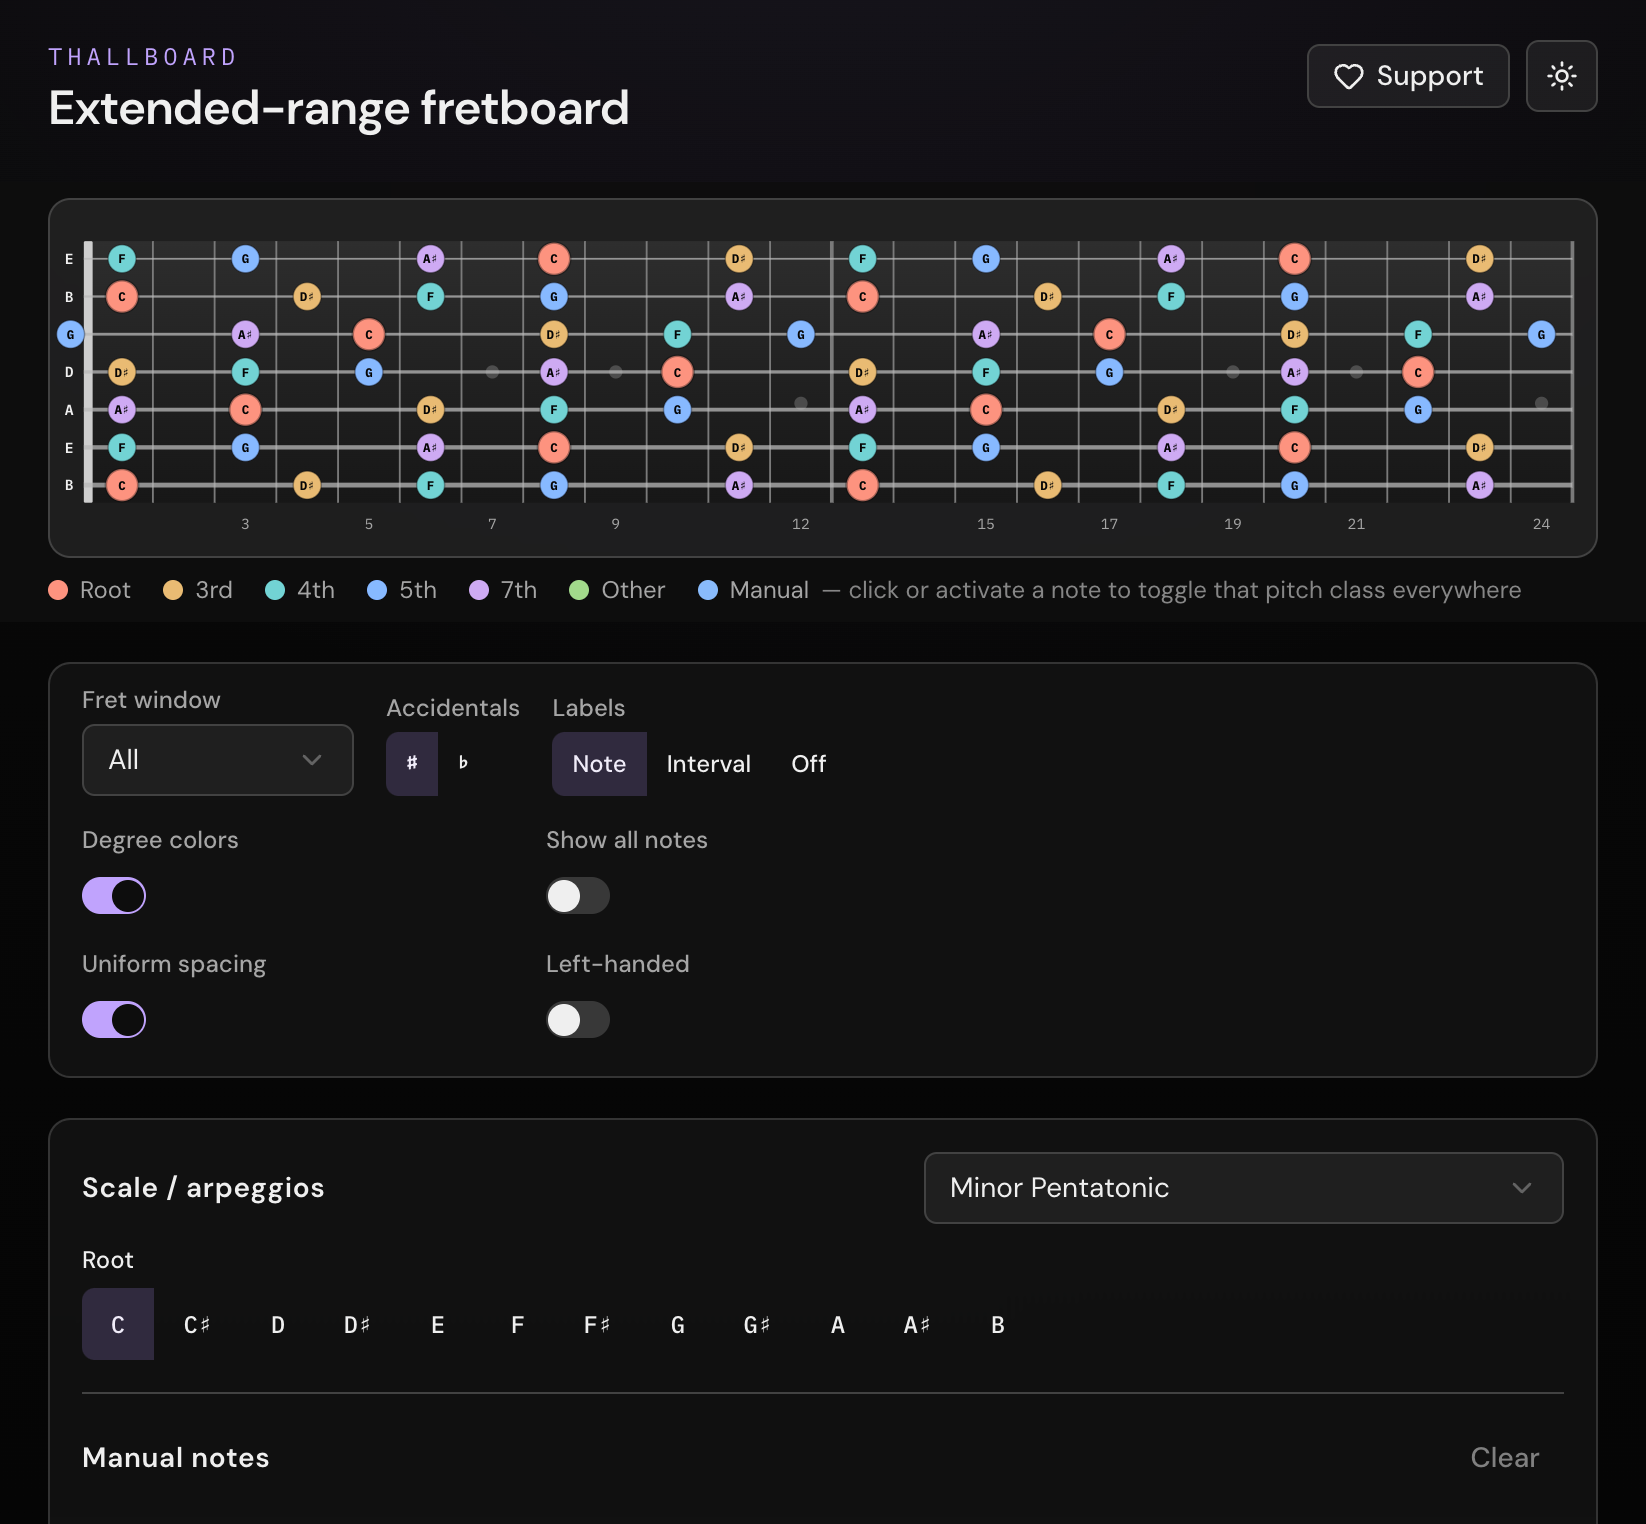 THALLBOARD
Extended-range fretboard
Support
E F G A♯ C D♯ F G A♯ C D♯
B C D♯ F G A♯ C D♯ F G A♯
G A♯ C D♯ F G A♯ C D♯ F G
D D♯ F G A♯ C D♯ F G A♯ C
A A♯ C D♯ F G A♯ C D♯ F G
E F G A♯ C D♯ F G A♯ C D♯
B C D♯ F G A♯ C D♯ F G A♯
3 5 7 9 12 15 17 19 21 24
Root 3rd 4th 5th 7th Other Manual — click or activate a note to toggle that pitch class everywhere
Fret window
Accidentals Labels
All
♯ ♭ Note Interval Off
Degree colors Show all notes
Uniform spacing Left-handed
Scale / arpeggios Minor Pentatonic
Root
C C♯ D D♯ E F F♯ G G♯ A A♯ B
Manual notes Clear